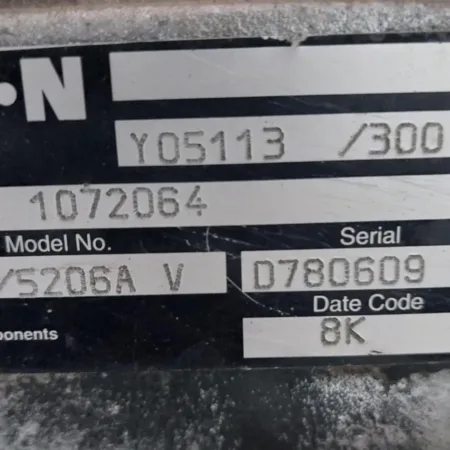 •N
Y05113 /300
1072064
Model No. Serial
/5206A V D780609
Date Code
ponents 8K